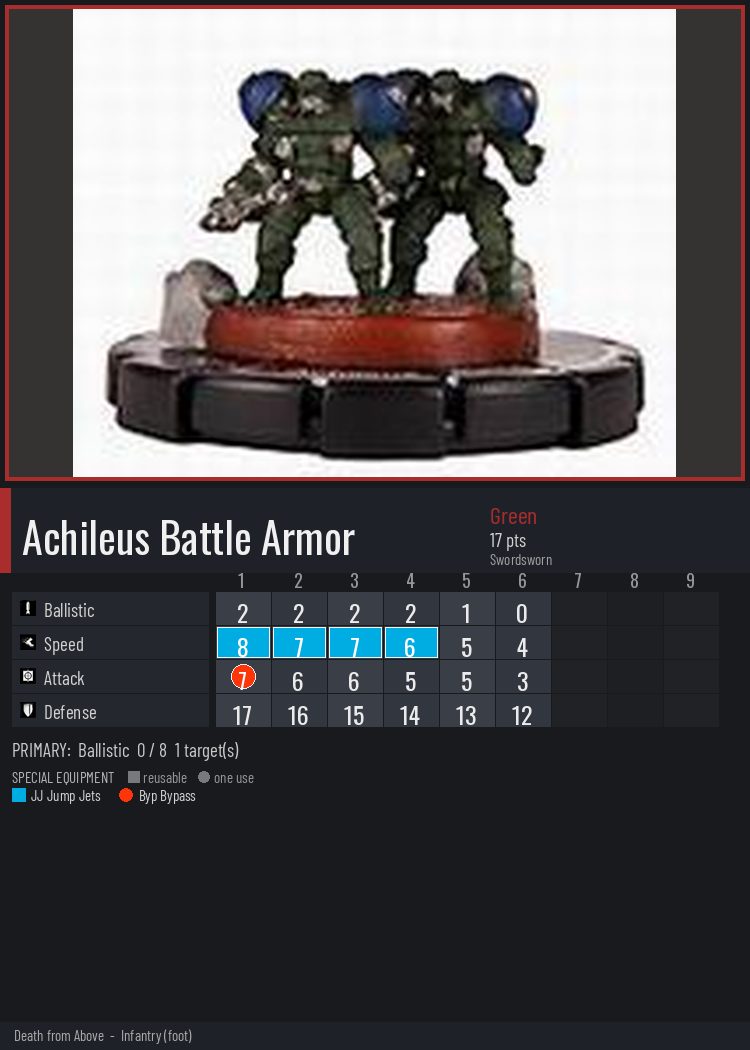 Achileus Battle Armor
Green
17 pts
Swordsworn
1 2 3 4 5 6 7 8 9
Ballistic 2 2 2 2 1 0
Speed 8 7 7 6 5 4
Attack 7 6 6 5 5 3
Defense 17 16 15 14 13 12
PRIMARY: Ballistic 0 / 8 1 target(s)
SPECIAL EQUIPMENT reusable one use
JJ Jump Jets Byp Bypass
Death from Above - Infantry (foot)